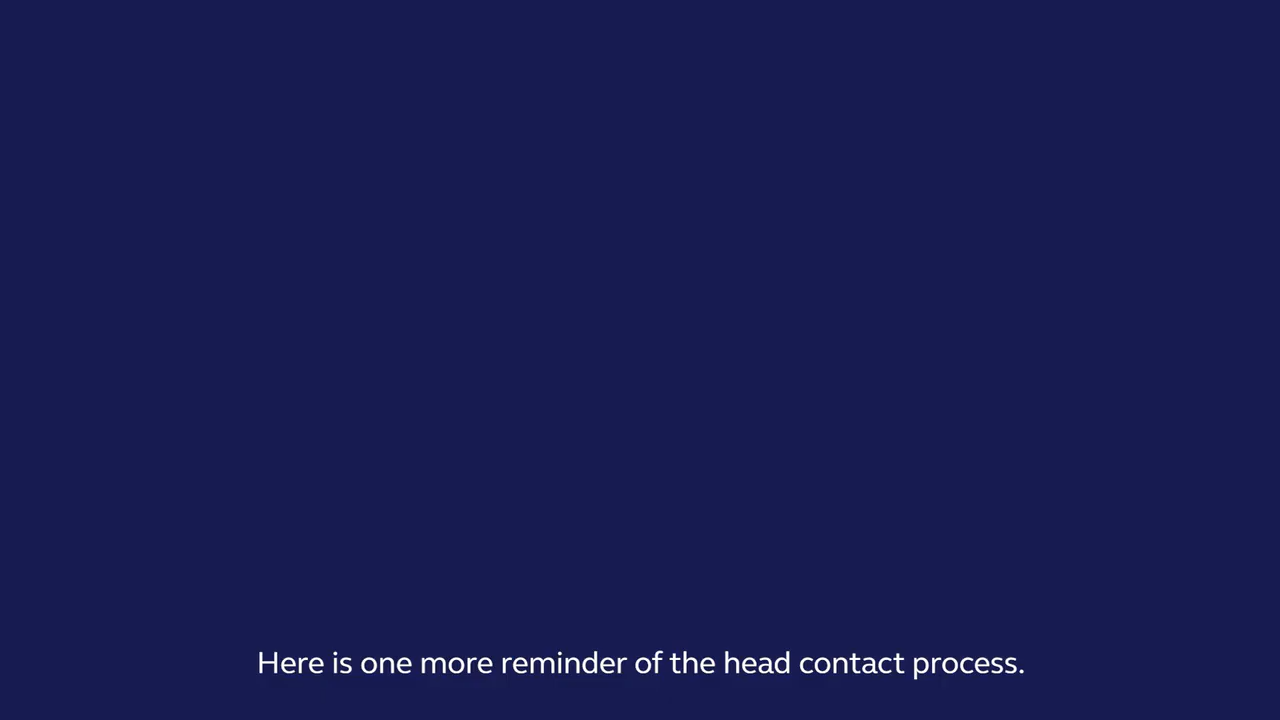 Here is one more reminder of the head contact process.